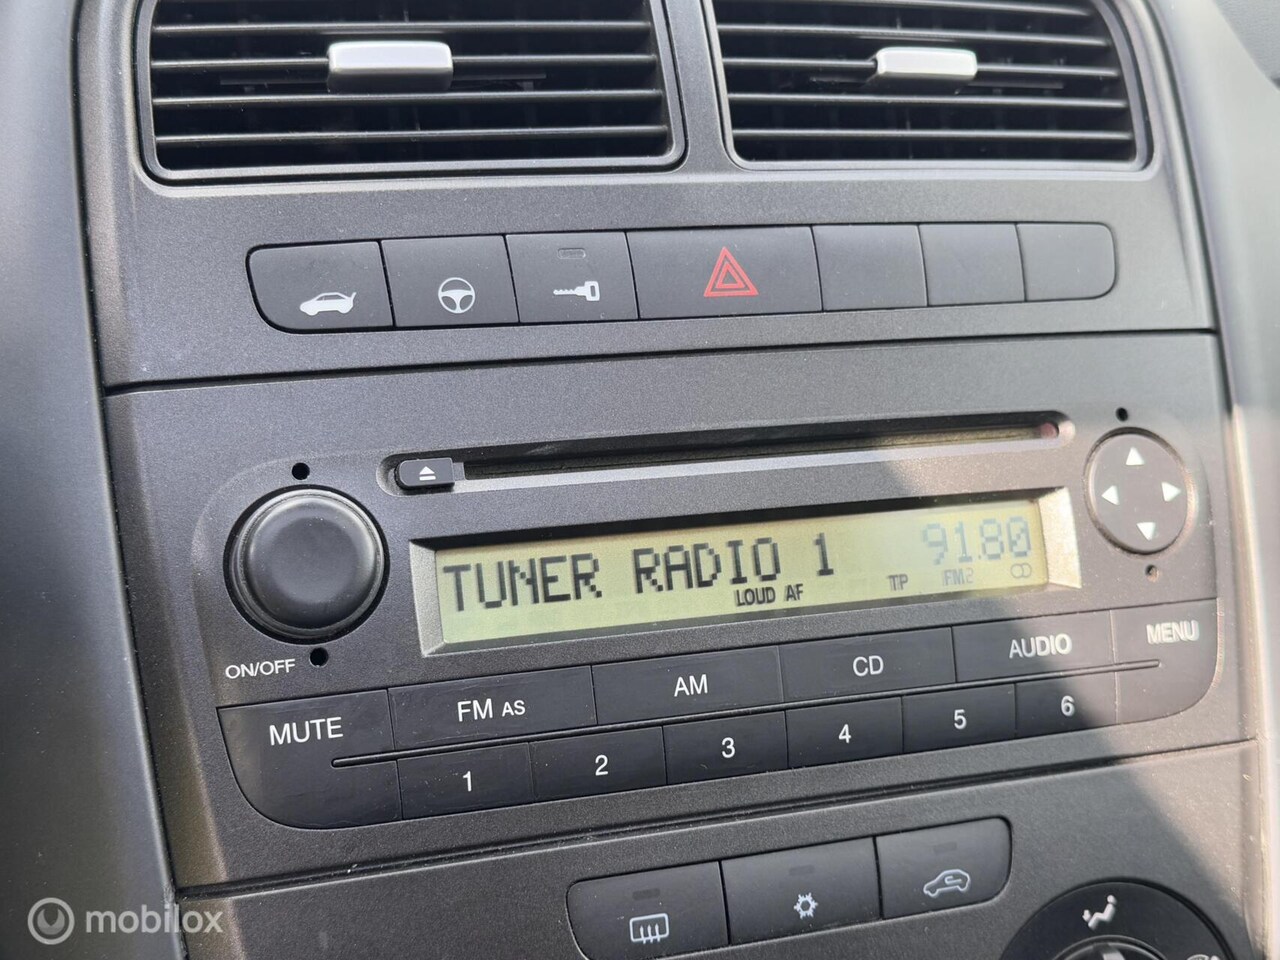 TUNER RADIO 1 91.80
LOUD AF TP FM2
ON/OFF
MUTE FM AS AM CD AUDIO MENU
1 2 3 4 5 6
mobilox